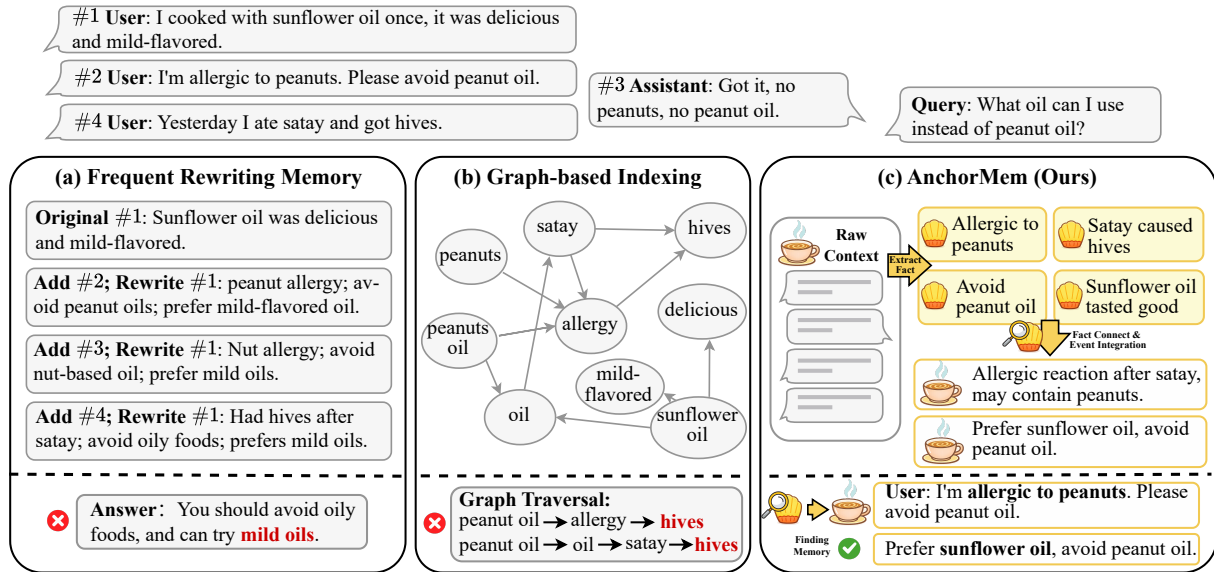 #1 User: I cooked with sunflower oil once, it was delicious
and mild-flavored.
#2 User: I'm allergic to peanuts. Please avoid peanut oil.
#3 Assistant: Got it, no
peanuts, no peanut oil.
#4 User: Yesterday I ate satay and got hives.
Query: What oil can I use
instead of peanut oil?
(a) Frequent Rewriting Memory
Original #1: Sunflower oil was delicious
and mild-flavored.
Add #2; Rewrite #1: peanut allergy; av-
oid peanut oils; prefer mild-flavored oil.
Add #3; Rewrite #1: Nut allergy; avoid
nut-based oil; prefer mild oils.
Add #4; Rewrite #1: Had hives after
satay; avoid oily foods; prefers mild oils.
Answer: You should avoid oily
foods, and can try mild oils.
(b) Graph-based Indexing
satay
hives
peanuts
delicious
allergy
peanuts
oil
mild-
flavored
oil
sunflower
oil
Graph Traversal:
peanut oil → allergy → hives
peanut oil → oil → satay → hives
(c) AnchorMem (Ours)
Raw
Context
Extract
Fact
Allergic to
peanuts
Satay caused
hives
Avoid
peanut oil
Sunflower oil
tasted good
Fact Connect &
Event Integration
Allergic reaction after satay,
may contain peanuts.
Prefer sunflower oil, avoid
peanut oil.
Finding
Memory
User: I'm allergic to peanuts. Please
avoid peanut oil.
Prefer sunflower oil, avoid peanut oil.